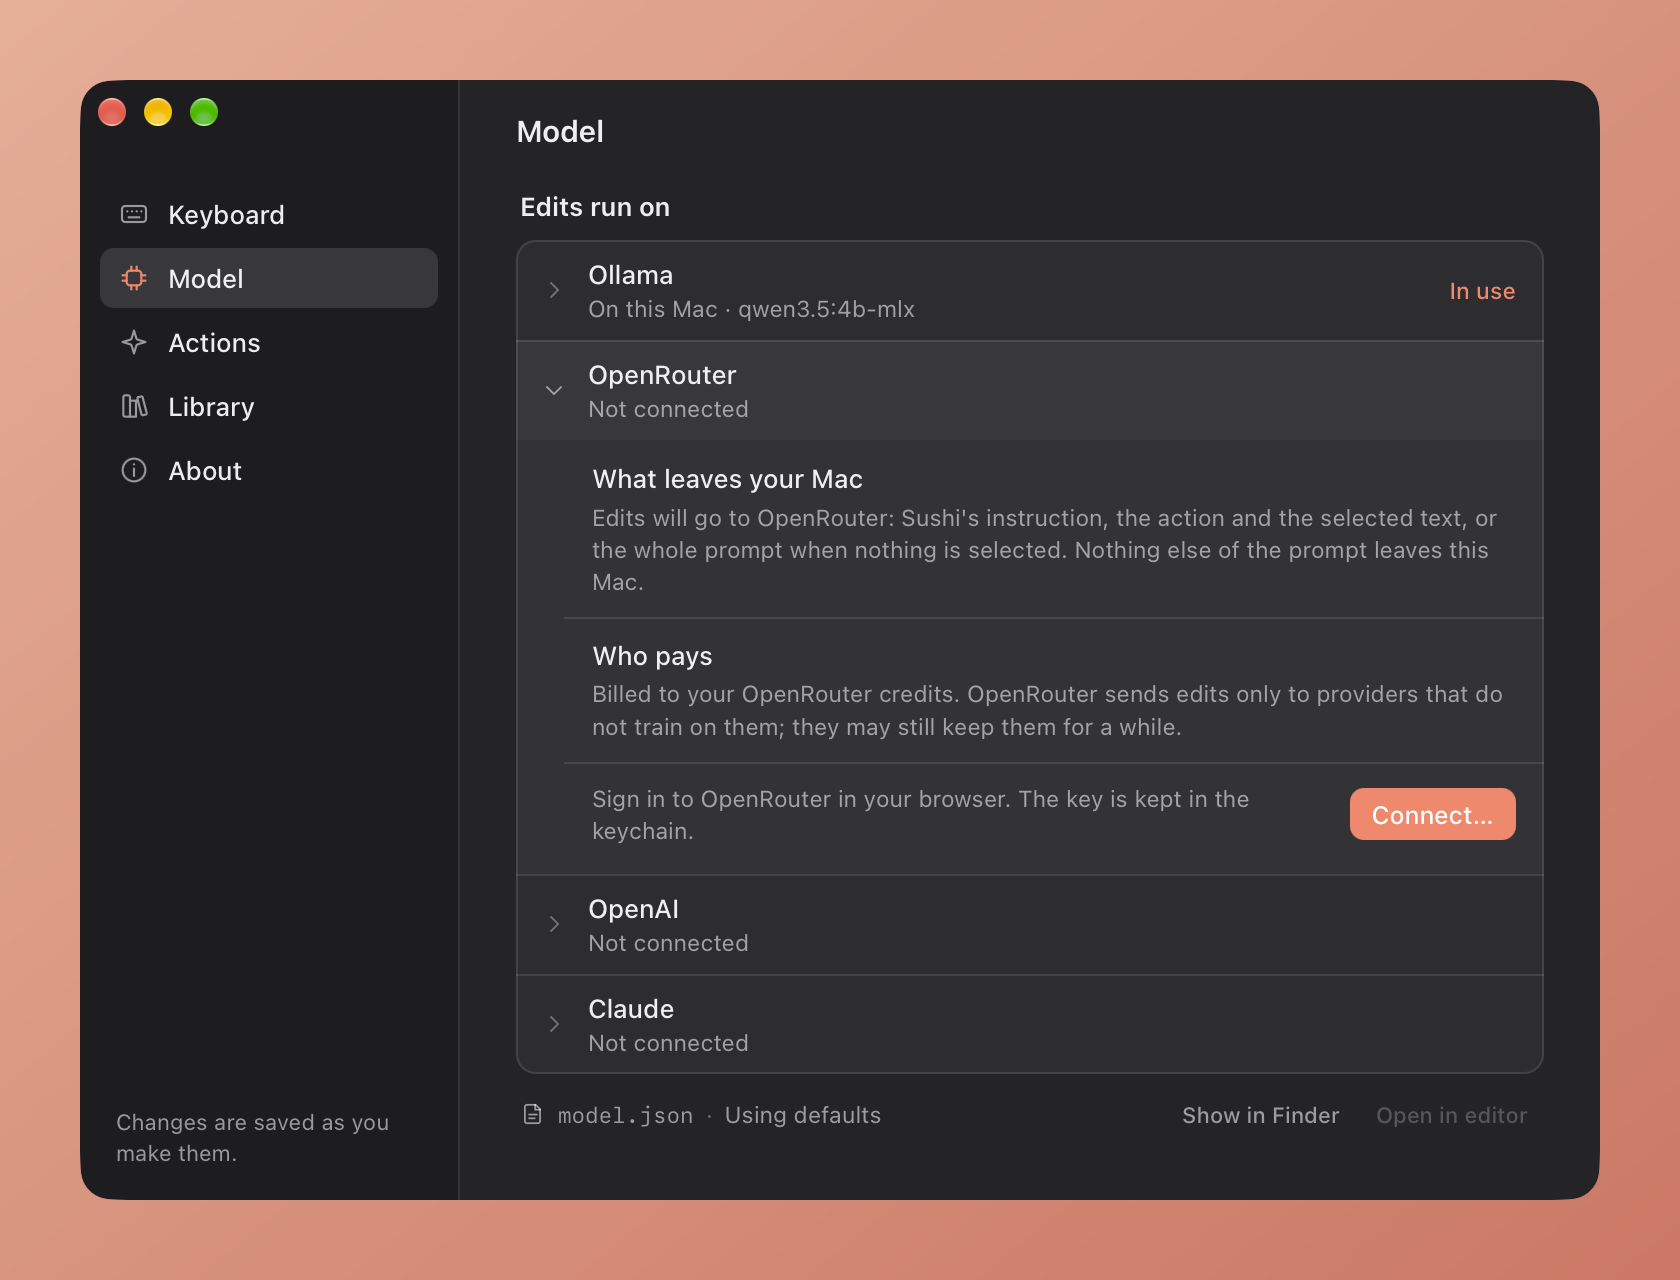 Keyboard
Model
Actions
Library
About
Changes are saved as you
make them.
Model
Edits run on
Ollama
On this Mac · qwen3.5:4b-mlx
In use
OpenRouter
Not connected
What leaves your Mac
Edits will go to OpenRouter: Sushi's instruction, the action and the selected text, or
the whole prompt when nothing is selected. Nothing else of the prompt leaves this
Mac.
Who pays
Billed to your OpenRouter credits. OpenRouter sends edits only to providers that do
not train on them; they may still keep them for a while.
Sign in to OpenRouter in your browser. The key is kept in the
keychain.
Connect...
OpenAI
Not connected
Claude
Not connected
model.json · Using defaults
Show in Finder
Open in editor